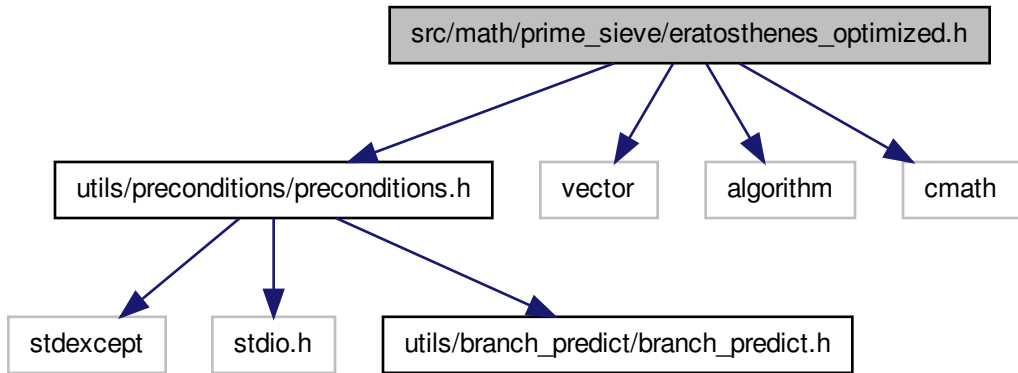 src/math/prime_sieve/eratosthenes_optimized.h
utils/preconditions/preconditions.h
vector
algorithm
cmath
stdexcept
stdio.h
utils/branch_predict/branch_predict.h